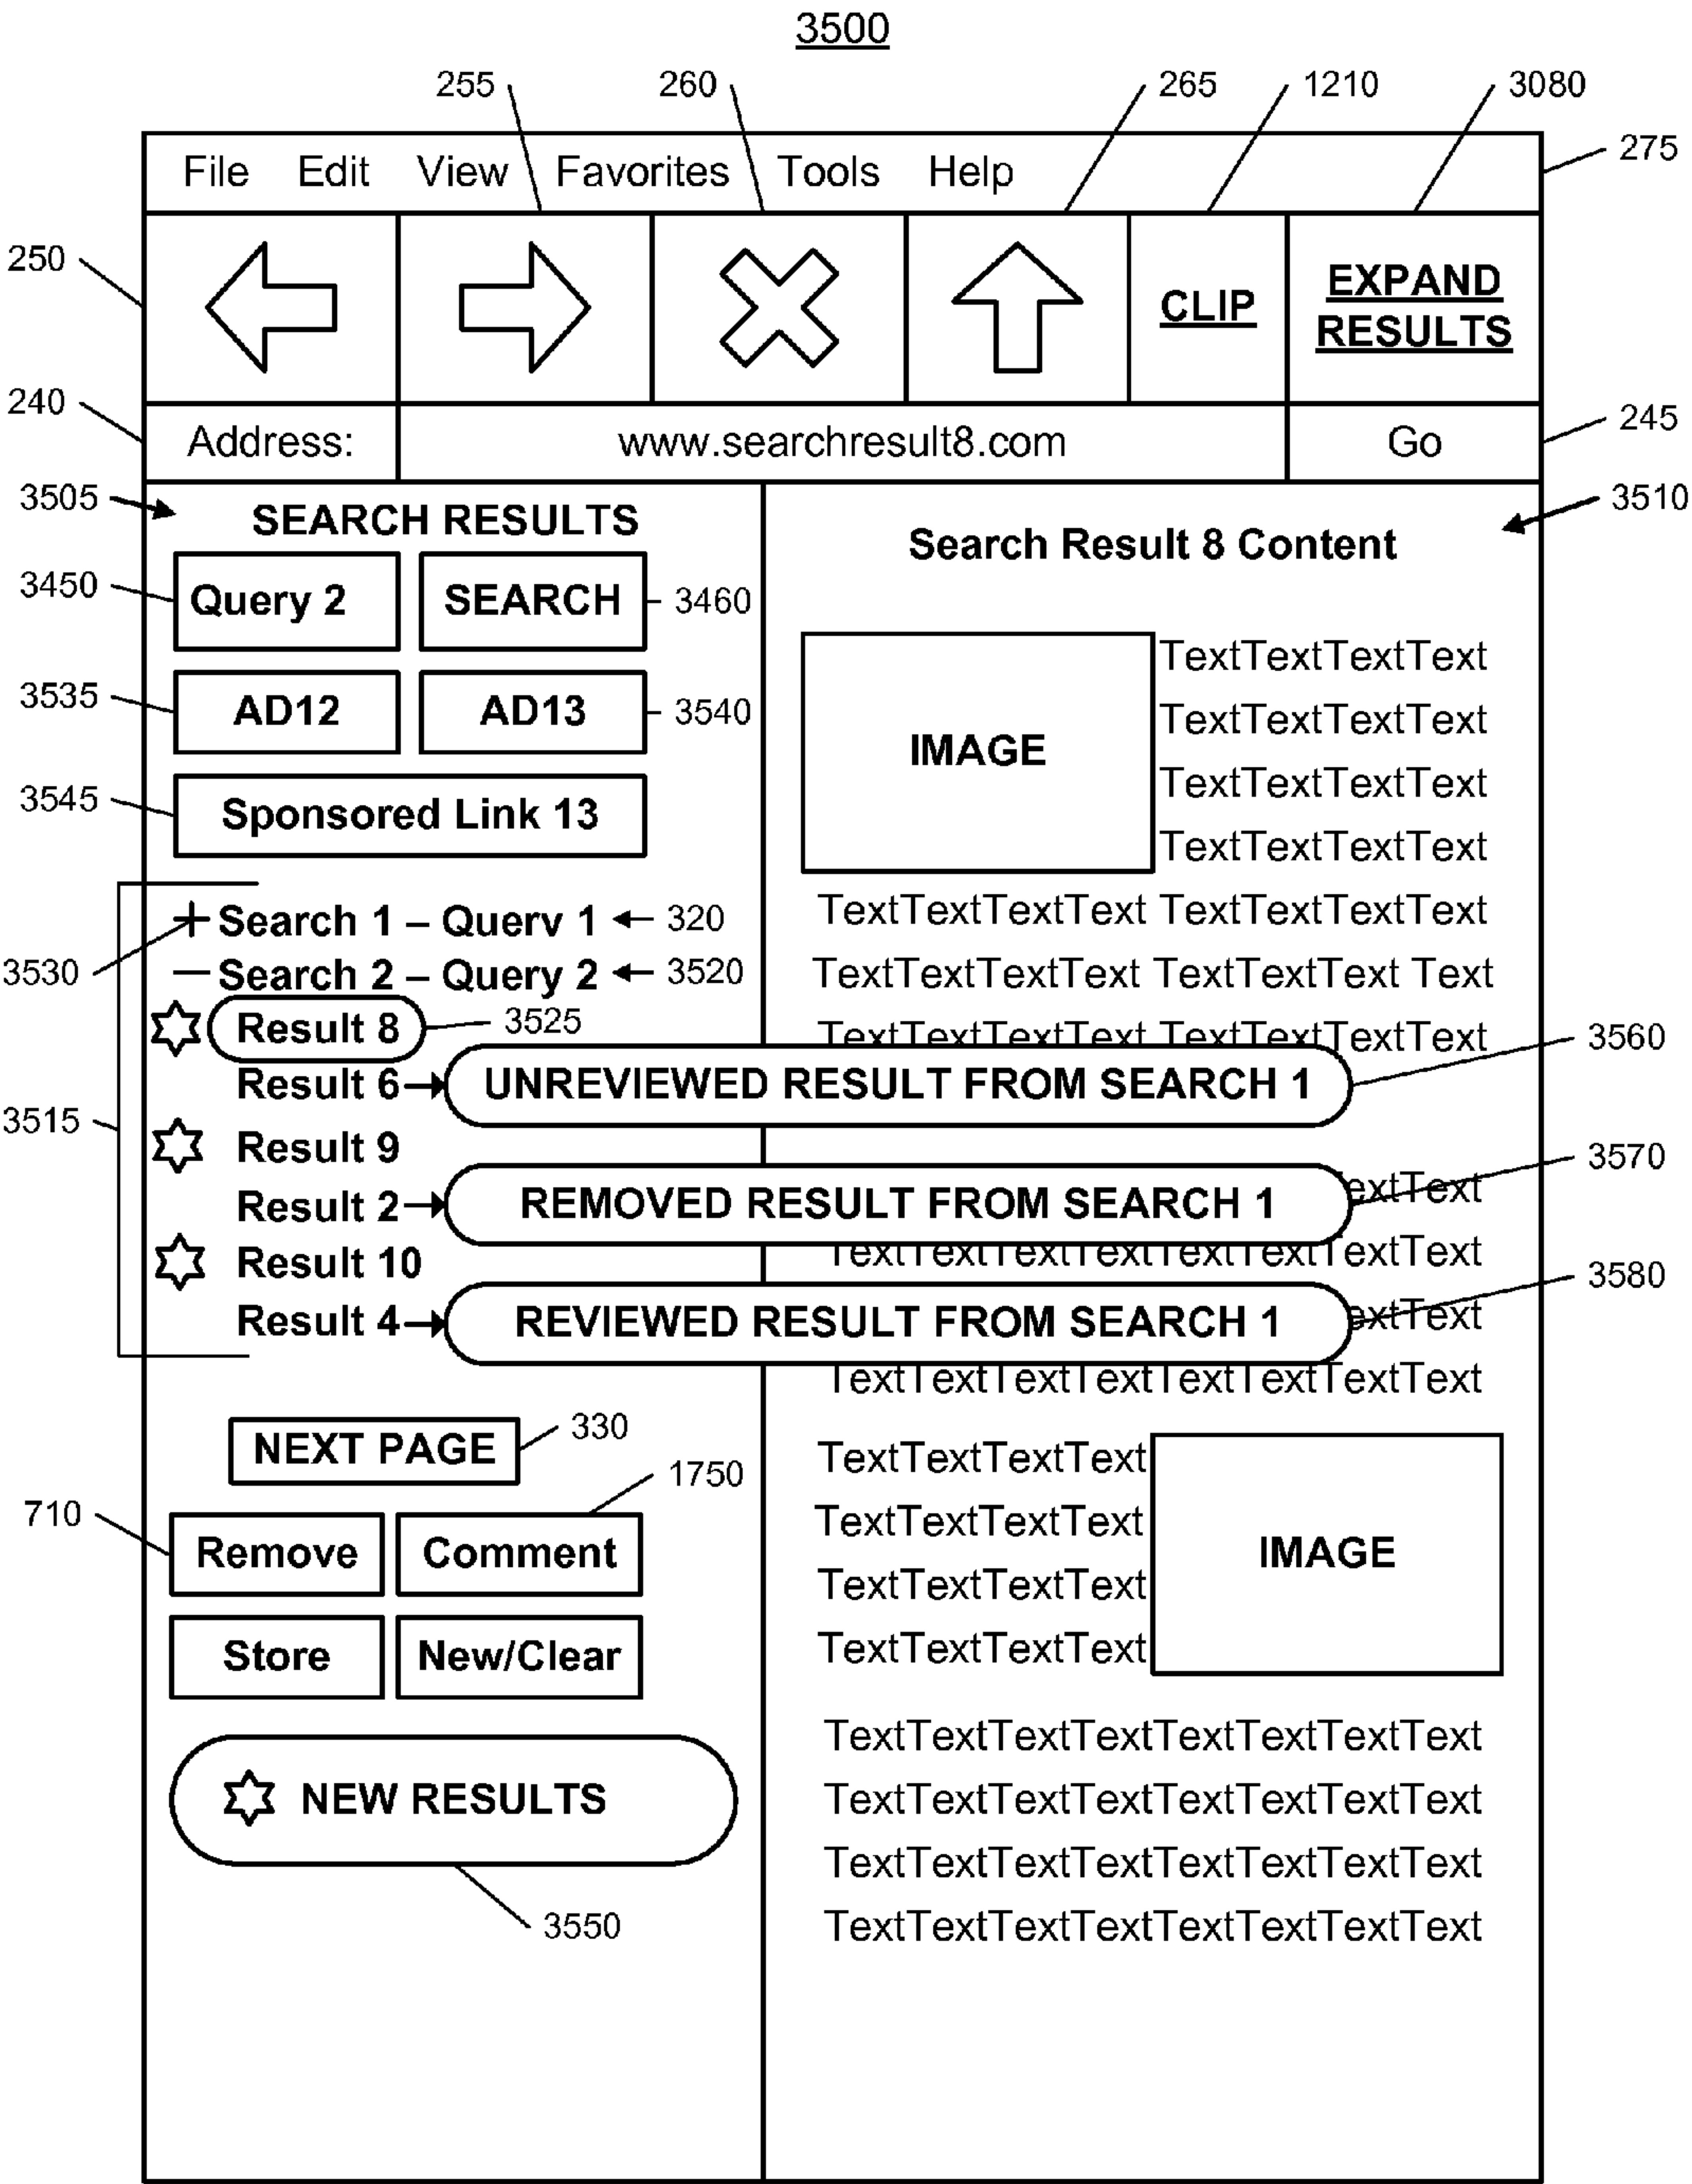 3500
255 260 265 1210 3080
File Edit View Favorites Tools Help 275
250
CLIP
EXPAND
RESULTS
240 Address: www.searchresult8.com Go 245
3505 SEARCH RESULTS
3450 Query 2 SEARCH 3460
3535 AD12 AD13 3540
3545 Sponsored Link 13
Search 1 – Query 1 320
3530
Search 2 – Query 2 3520
Result 8 3525
Result 6 UNREVIEWED RESULT FROM SEARCH 1 3560
3515
Result 9
Result 2 REMOVED RESULT FROM SEARCH 1 3570
Result 10
Result 4 REVIEWED RESULT FROM SEARCH 1 3580
NEXT PAGE 330
1750
710 Remove Comment
Store New/Clear
NEW RESULTS
3550
3510
Search Result 8 Content
IMAGE
TextTextTextText
TextTextTextText
TextTextTextText
TextTextTextText
TextTextTextText TextTextTextText
TextTextTextText TextTextText Text
TextTextTextText TextTextTextText
extText
TextTextTextTextTextTextTextText
extText
TextTextTextTextTextTextTextText
TextTextTextText
TextTextTextText
TextTextTextText
TextTextTextText
IMAGE
TextTextTextTextTextTextTextText
TextTextTextTextTextTextTextText
TextTextTextTextTextTextTextText
TextTextTextTextTextTextTextText